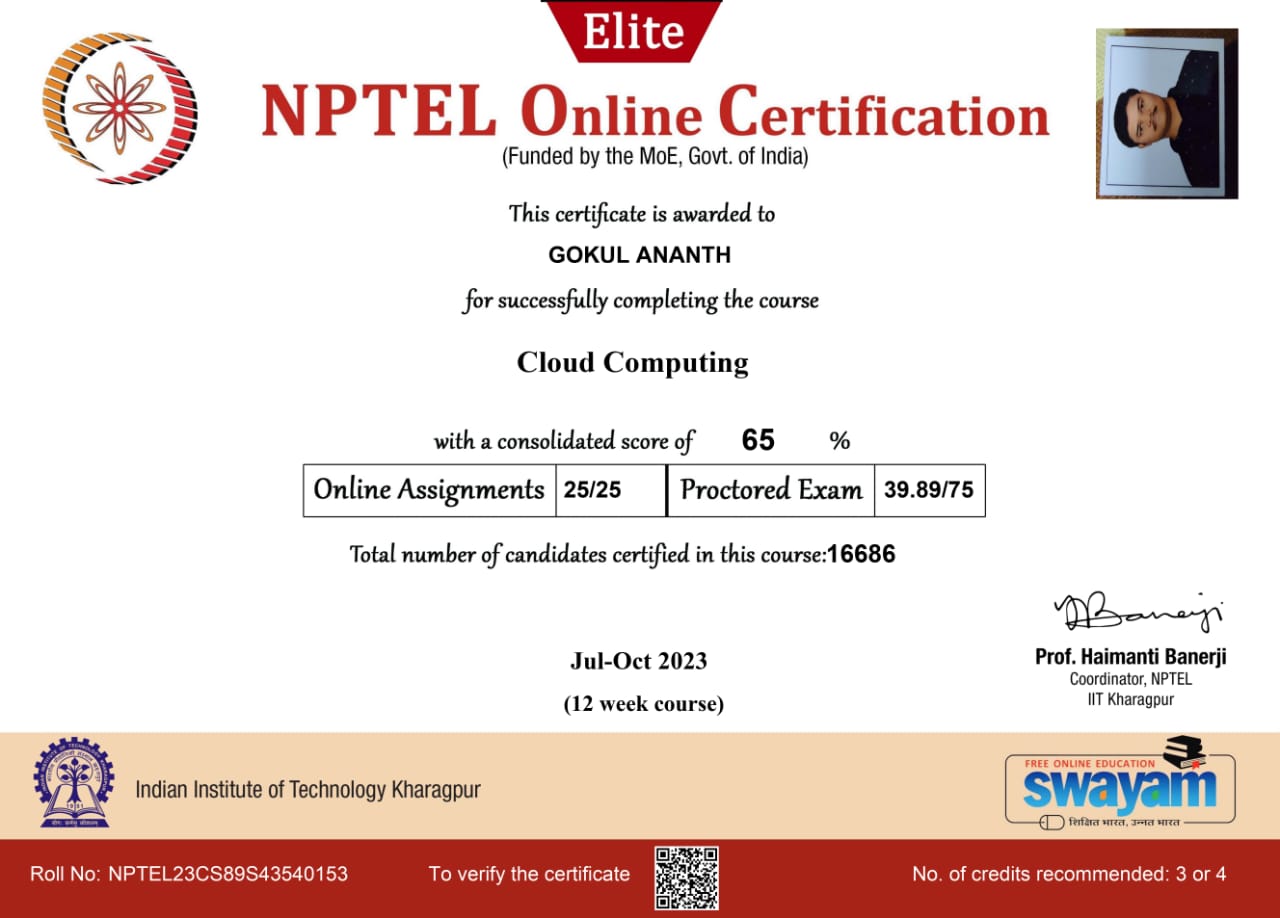 Elite
NPTEL Online Certification
(Funded by the MoE, Govt. of India)
This certificate is awarded to
GOKUL ANANTH
for successfully completing the course
Cloud Computing
with a consolidated score of 65 %
Online Assignments 25/25 Proctored Exam 39.89/75
Total number of candidates certified in this course:16686
Jul-Oct 2023
(12 week course)
Banerji
Prof. Haimanti Banerji
Coordinator, NPTEL
IIT Kharagpur
Indian Institute of Technology Kharagpur
1951
FREE ONLINE EDUCATION
swayam
शिक्षित भारत, उन्नत भारत
Roll No: NPTEL23CS89S43540153
To verify the certificate
No. of credits recommended: 3 or 4